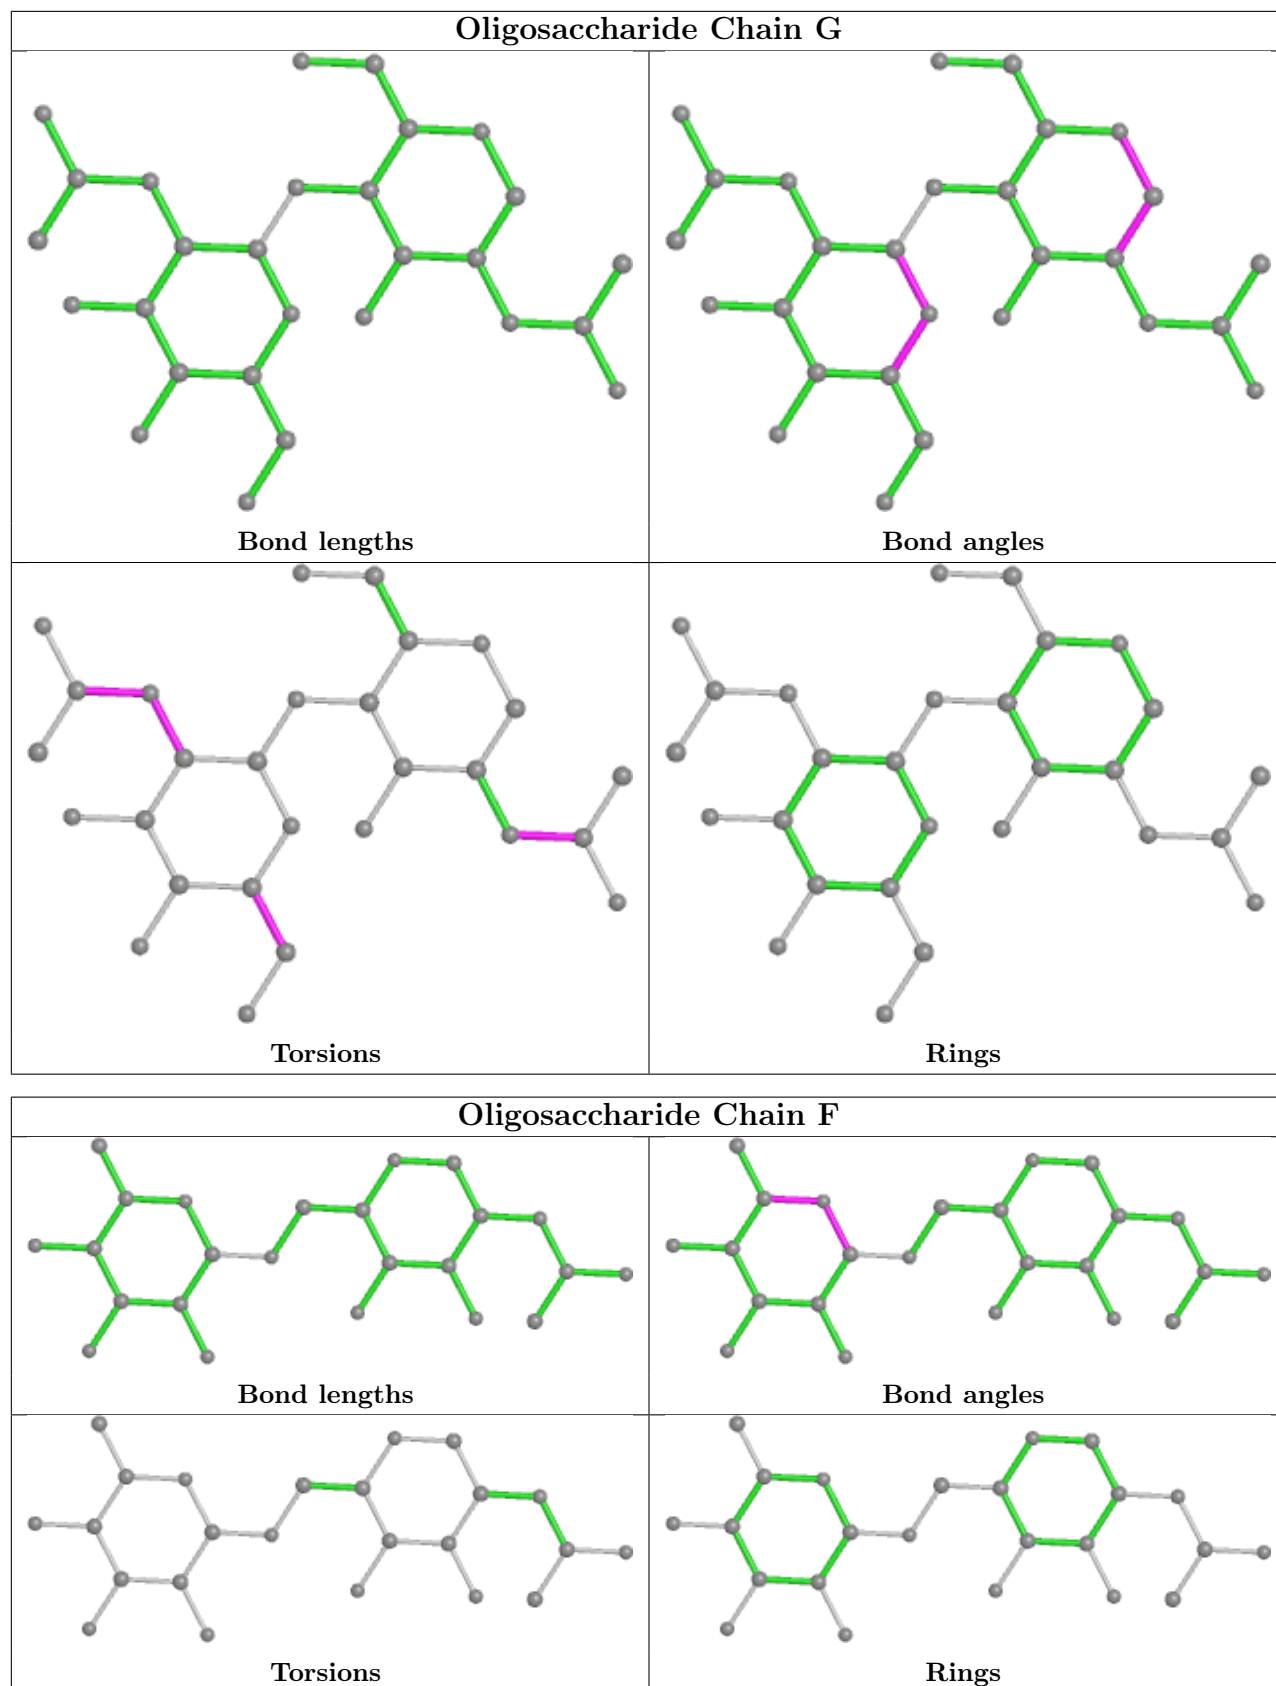 Oligosaccharide Chain G
Bond lengths
Bond angles
Torsions
Rings
Oligosaccharide Chain F
Bond lengths
Bond angles
Torsions
Rings